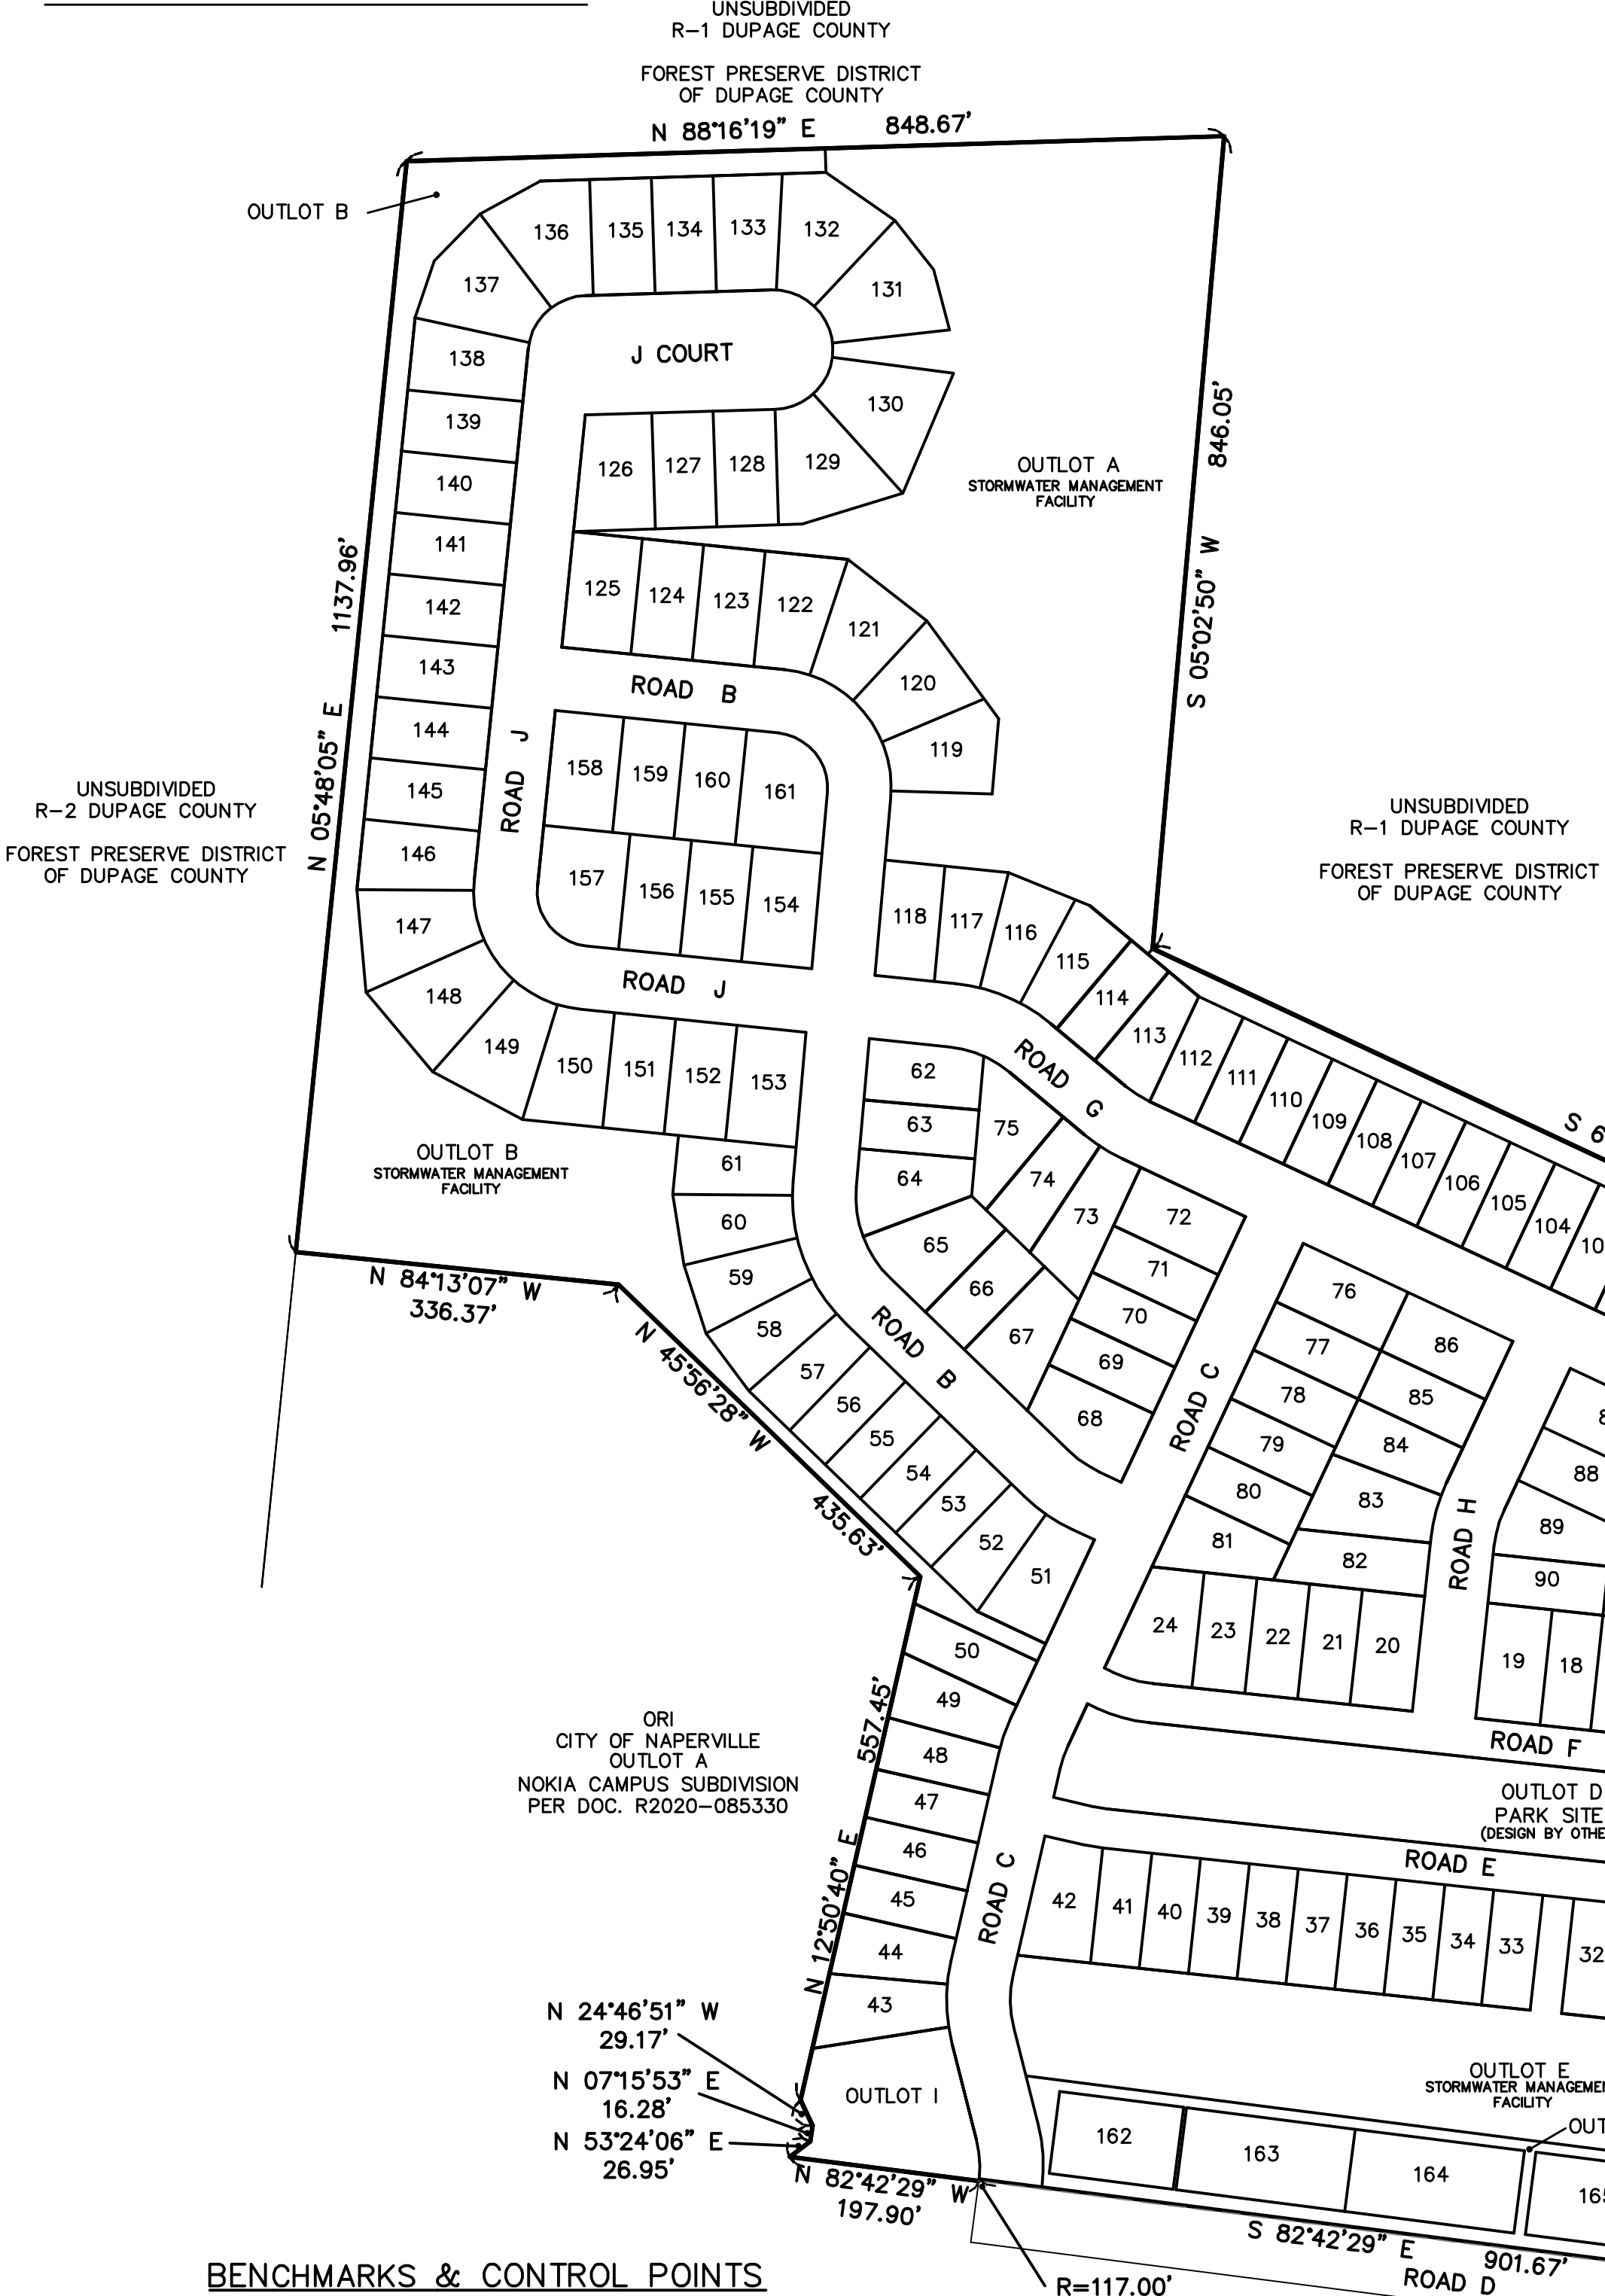 UNSUBDIVIDED
R-1 DUPAGE COUNTY
FOREST PRESERVE DISTRICT
OF DUPAGE COUNTY
N 88°16'19" E 848.67'
OUTLOT B
136
135
134
133
132
137
131
138
J COURT
130
139
126
127
128
129
140
OUTLOT A
STORMWATER MANAGEMENT
FACILITY
846.05'
S 05°02'50" W
141
1137.96'
N 05°48'05" E
125
124
123
122
121
142
143
ROAD B
120
144
ROAD J
119
158
159
160
161
145
UNSUBDIVIDED
R-2 DUPAGE COUNTY
FOREST PRESERVE DISTRICT
OF DUPAGE COUNTY
UNSUBDIVIDED
R-1 DUPAGE COUNTY
FOREST PRESERVE DISTRICT
OF DUPAGE COUNTY
146
157
156
155
154
147
118
117
116
115
114
113
148
ROAD J
149
150
151
152
153
ROAD G
112
111
110
109
108
107
106
105
104
10
S 6
62
63
64
75
74
73
72
71
70
69
68
OUTLOT B
STORMWATER MANAGEMENT
FACILITY
61
60
59
58
57
56
55
54
53
52
51
65
66
67
ROAD B
ROAD C
N 84°13'07" W
336.37'
N 45°56'28" W
435.63'
76
77
78
79
80
81
86
85
84
83
82
ROAD H
88
89
90
24
23
22
21
20
19
18
50
49
48
47
46
45
44
43
557.45'
N 12°50'40" E
ORI
CITY OF NAPERVILLE
OUTLOT A
NOKIA CAMPUS SUBDIVISION
PER DOC. R2020-085330
ROAD F
OUTLOT D
PARK SITE
(DESIGN BY OTHE
ROAD E
ROAD C
42
41
40
39
38
37
36
35
34
33
32
N 24°46'51" W
29.17'
N 07°15'53" E
16.28'
N 53°24'06" E
26.95'
OUTLOT I
OUTLOT E
STORMWATER MANAGEMEN
FACILITY
OUT
162
163
164
165
N 82°42'29" W
197.90'
S 82°42'29" E 901.67'
ROAD D
R=117.00'
BENCHMARKS & CONTROL POINTS